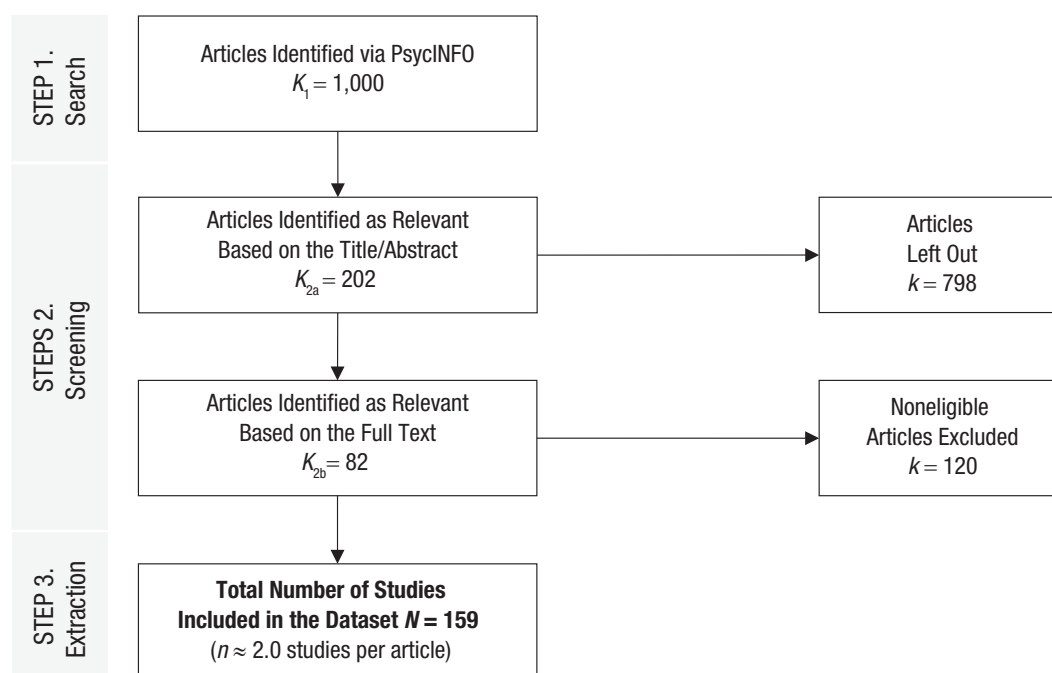 STEP 1.
Search
Articles Identified via PsycINFO
K1 = 1,000
STEPS 2.
Screening
Articles Identified as Relevant
Based on the Title/Abstract
K2a = 202
Articles
Left Out
k = 798
Articles Identified as Relevant
Based on the Full Text
K2b = 82
Noneligible
Articles Excluded
k = 120
STEP 3.
Extraction
Total Number of Studies
Included in the Dataset N = 159
(n ≈ 2.0 studies per article)